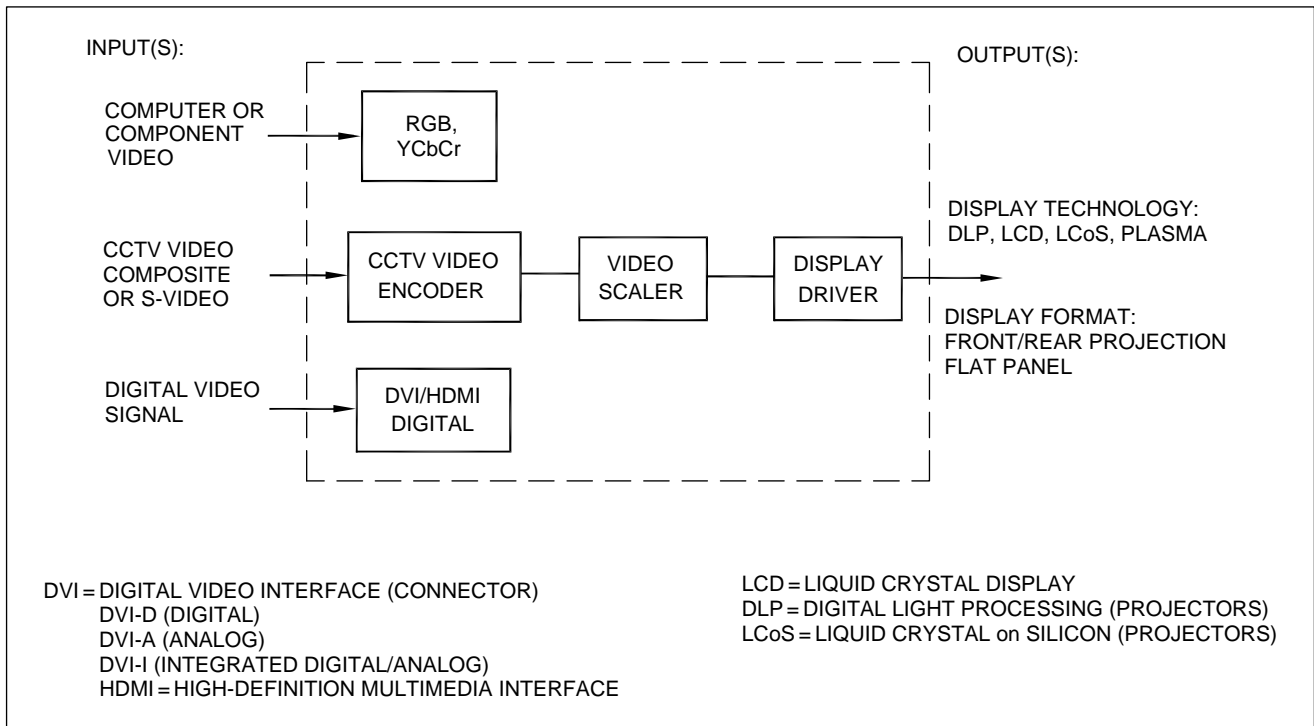 INPUT(S):
OUTPUT(S):
COMPUTER OR
COMPONENT
VIDEO
RGB,
YCbCr
CCTV VIDEO
COMPOSITE
OR S-VIDEO
CCTV VIDEO
ENCODER
VIDEO
SCALER
DISPLAY
DRIVER
DISPLAY TECHNOLOGY:
DLP, LCD, LCoS, PLASMA
DISPLAY FORMAT:
FRONT/REAR PROJECTION
FLAT PANEL
DIGITAL VIDEO
SIGNAL
DVI/HDMI
DIGITAL
DVI = DIGITAL VIDEO INTERFACE (CONNECTOR)
DVI-D (DIGITAL)
DVI-A (ANALOG)
DVI-I (INTEGRATED DIGITAL/ANALOG)
HDMI = HIGH-DEFINITION MULTIMEDIA INTERFACE
LCD = LIQUID CRYSTAL DISPLAY
DLP = DIGITAL LIGHT PROCESSING (PROJECTORS)
LCoS = LIQUID CRYSTAL on SILICON (PROJECTORS)